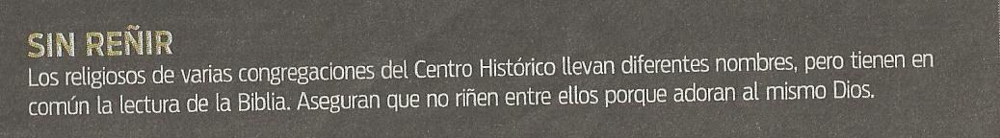 SIN REÑIR
Los religiosos de varias congregaciones del Centro Histórico llevan diferentes nombres, pero tienen en
común la lectura de la Biblia. Aseguran que no riñen entre ellos porque adoran al mismo Dios.